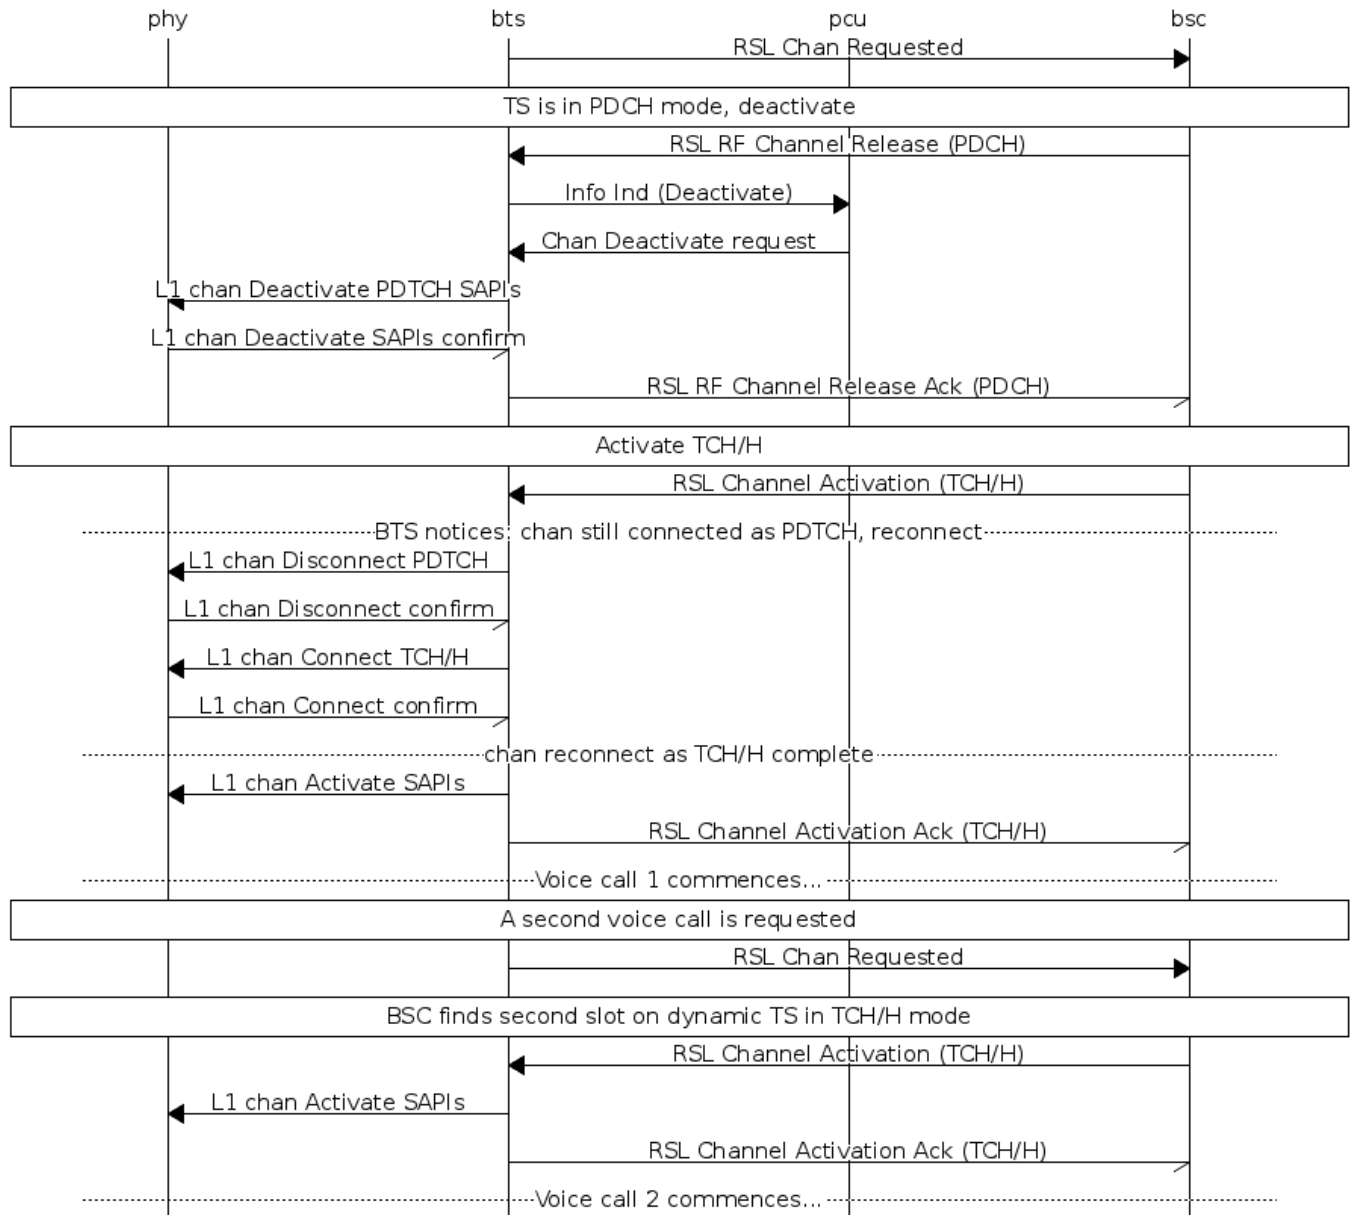 phy bts pcu bsc
RSL Chan Requested
TS is in PDCH mode, deactivate
RSL RF Channel Release (PDCH)
Info Ind (Deactivate)
Chan Deactivate request
L1 chan Deactivate PDTCH SAPIs
L1 chan Deactivate SAPIs confirm
RSL RF Channel Release Ack (PDCH)
Activate TCH/H
RSL Channel Activation (TCH/H)
BTS notices: chan still connected as PDTCH, reconnect
L1 chan Disconnect PDTCH
L1 chan Disconnect confirm
L1 chan Connect TCH/H
L1 chan Connect confirm
chan reconnect as TCH/H complete
L1 chan Activate SAPIs
RSL Channel Activation Ack (TCH/H)
Voice call 1 commences...
A second voice call is requested
RSL Chan Requested
BSC finds second slot on dynamic TS in TCH/H mode
RSL Channel Activation (TCH/H)
L1 chan Activate SAPIs
RSL Channel Activation Ack (TCH/H)
Voice call 2 commences...